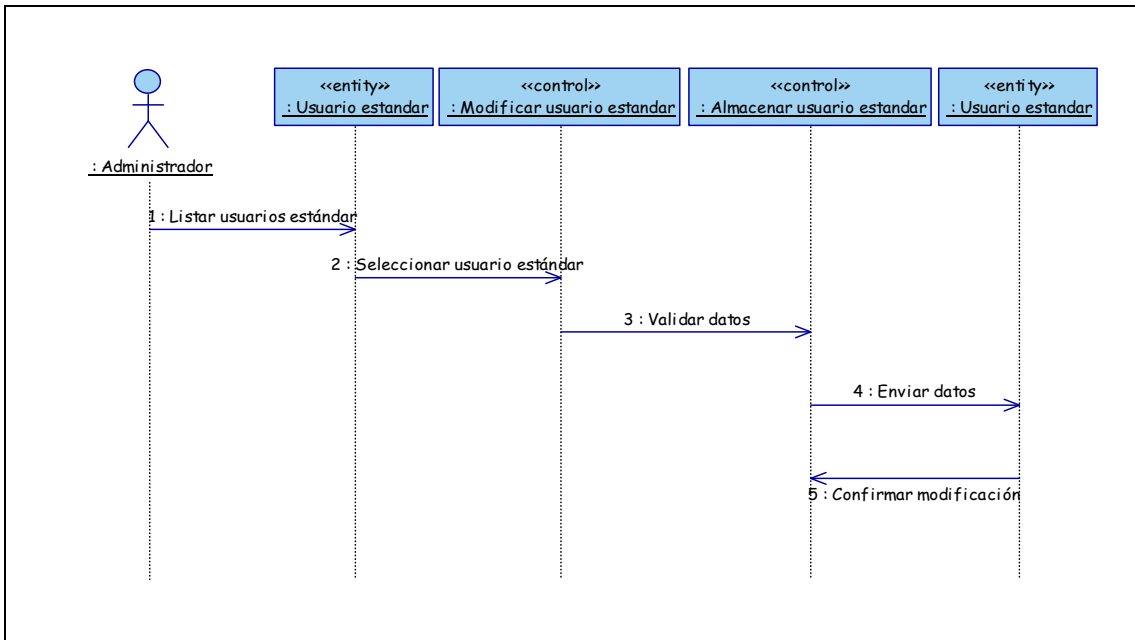 «entity»
: Usuario estandar
«control»
: Modificar usuario estandar
«control»
: Almacenar usuario estandar
«entity»
: Usuario estandar
: Administrador
1 : Listar usuarios estándar
2 : Seleccionar usuario estándar
3 : Validar datos
4 : Enviar datos
5 : Confirmar modificación